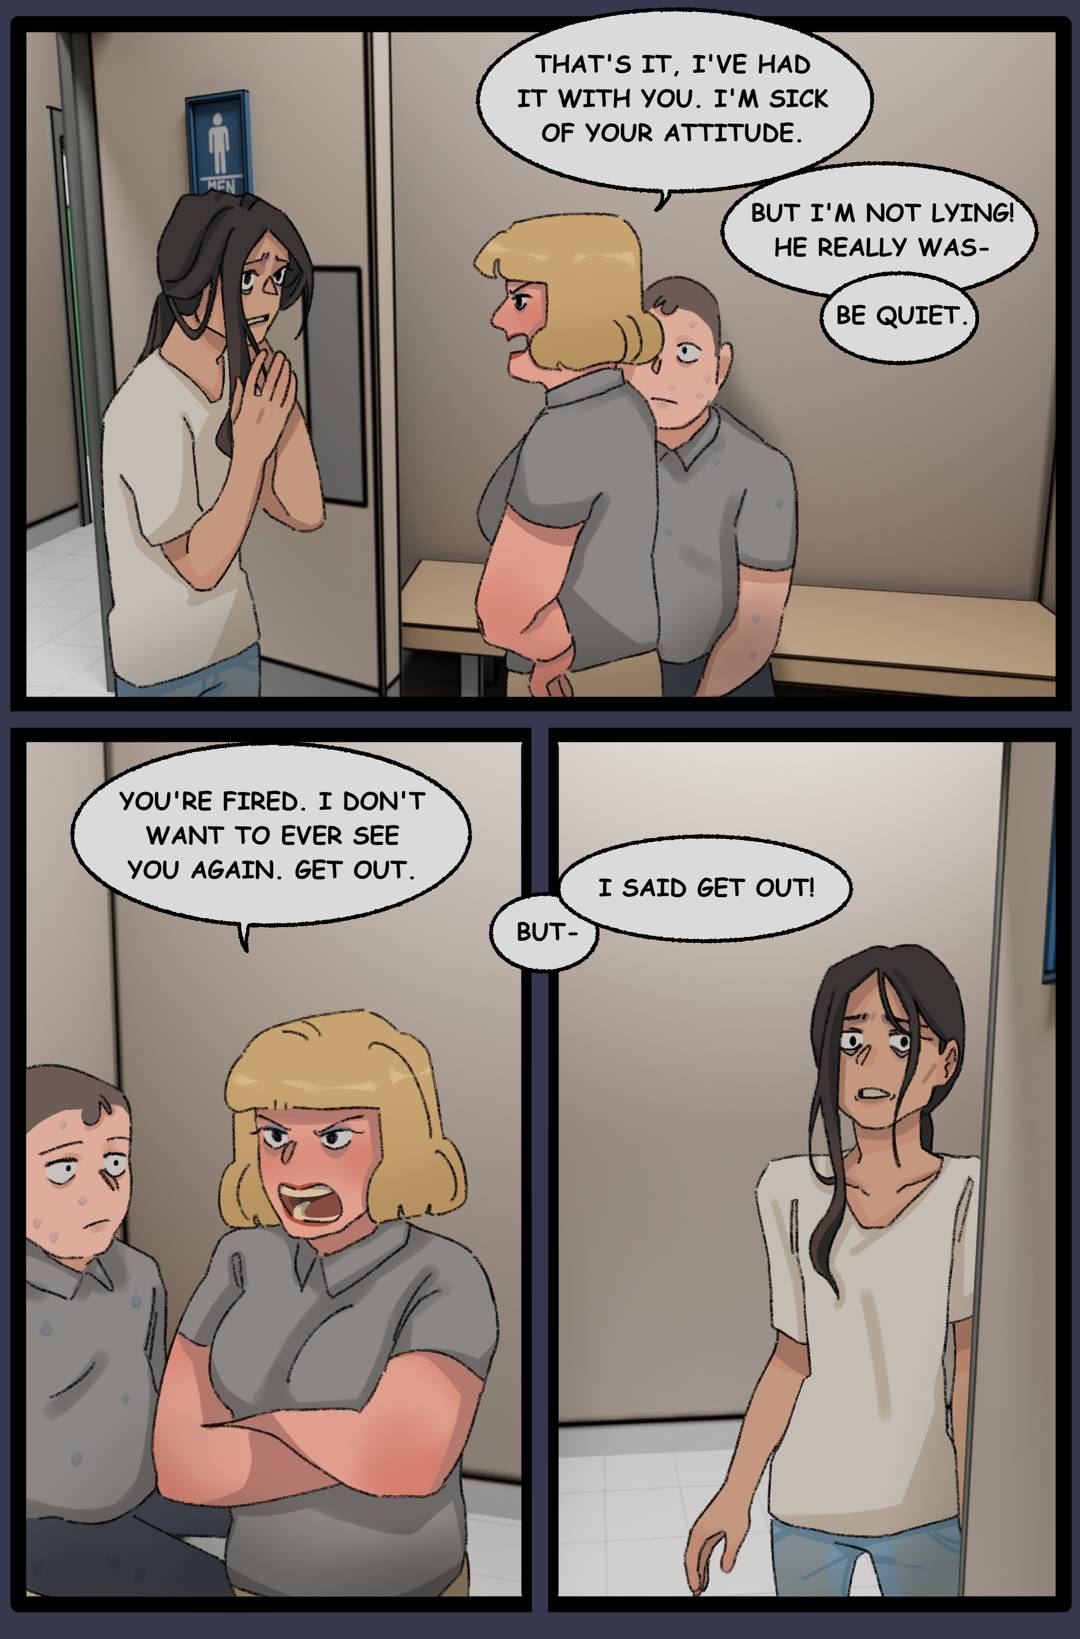 MEN
THAT'S IT, I'VE HAD
IT WITH YOU. I'M SICK
OF YOUR ATTITUDE.
BUT I'M NOT LYING!
HE REALLY WAS-
BE QUIET.
YOU'RE FIRED. I DON'T
WANT TO EVER SEE
YOU AGAIN. GET OUT.
BUT-
I SAID GET OUT!